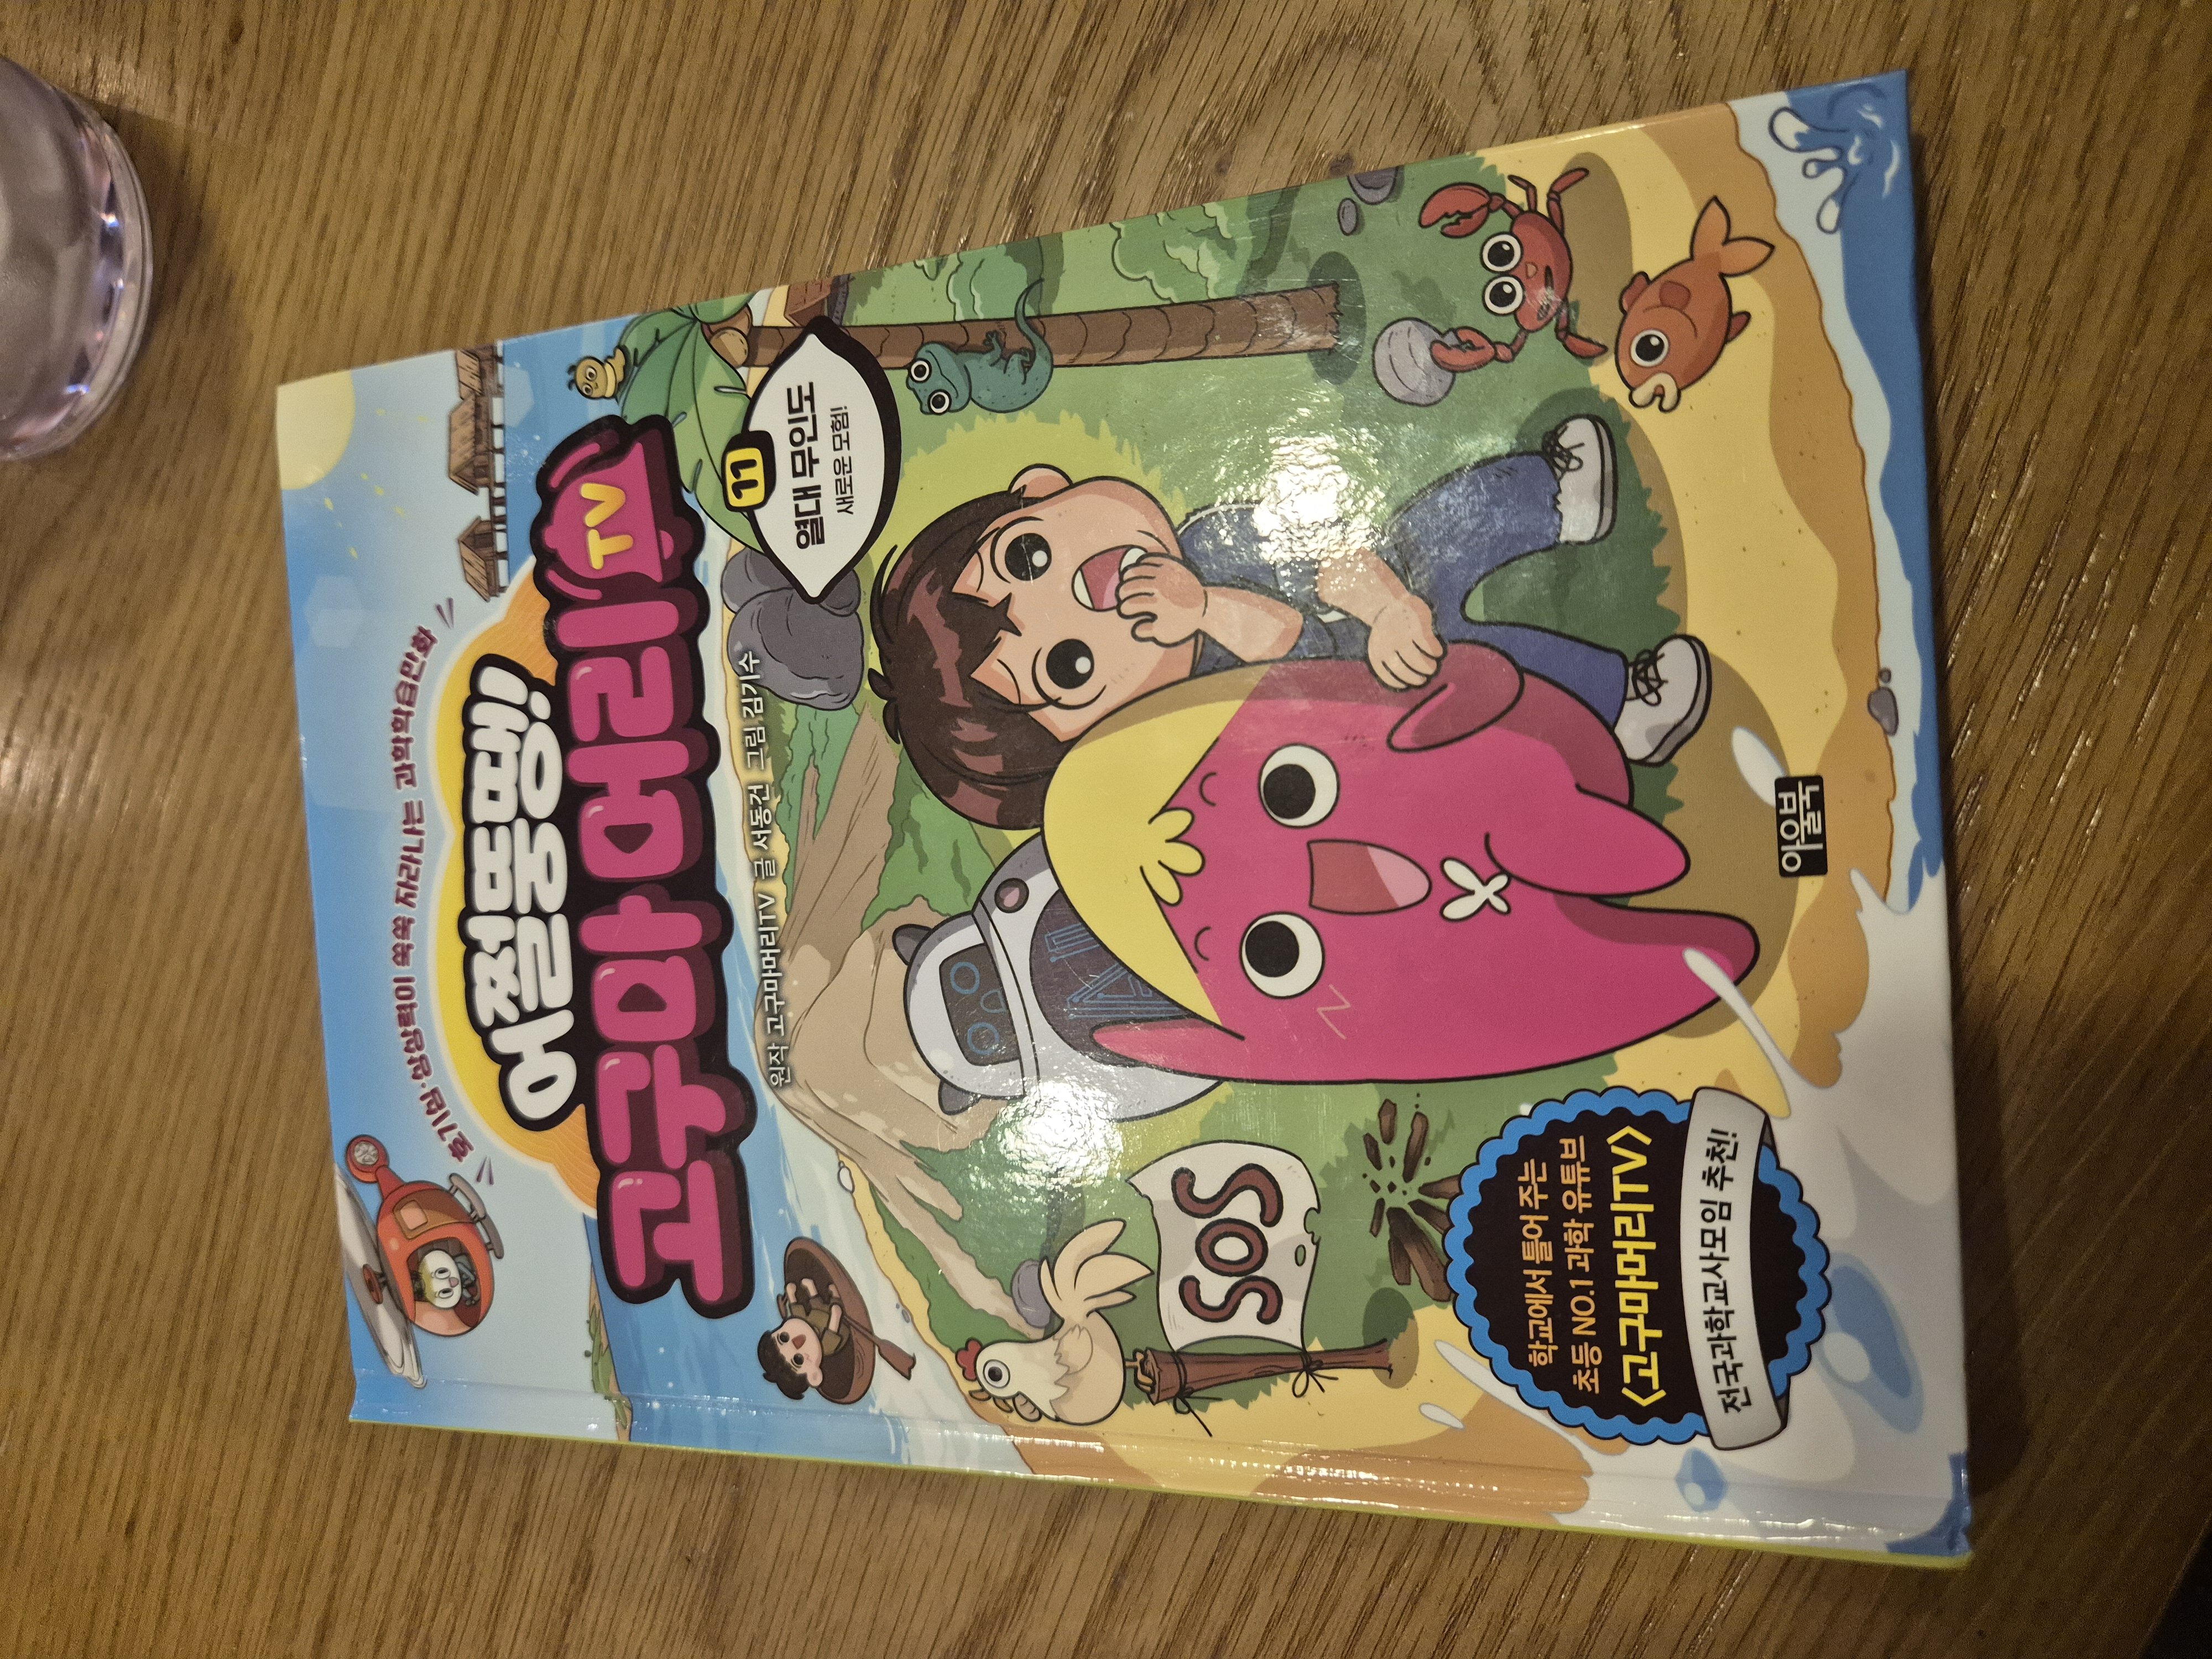 호기심·상상력이 쑥쑥 자라나는 과학학습만화
어쩔뚱땡!
고구마머리TV
11
열대 무인도
새로운 모험!
원작 고구마머리TV 글 서동건 그림 김기수
SOS
학교에서 틀어 주는
초등 NO.1 과학 유튜브
<고구마머리TV>
전국과학교사모임 추천!
아울북